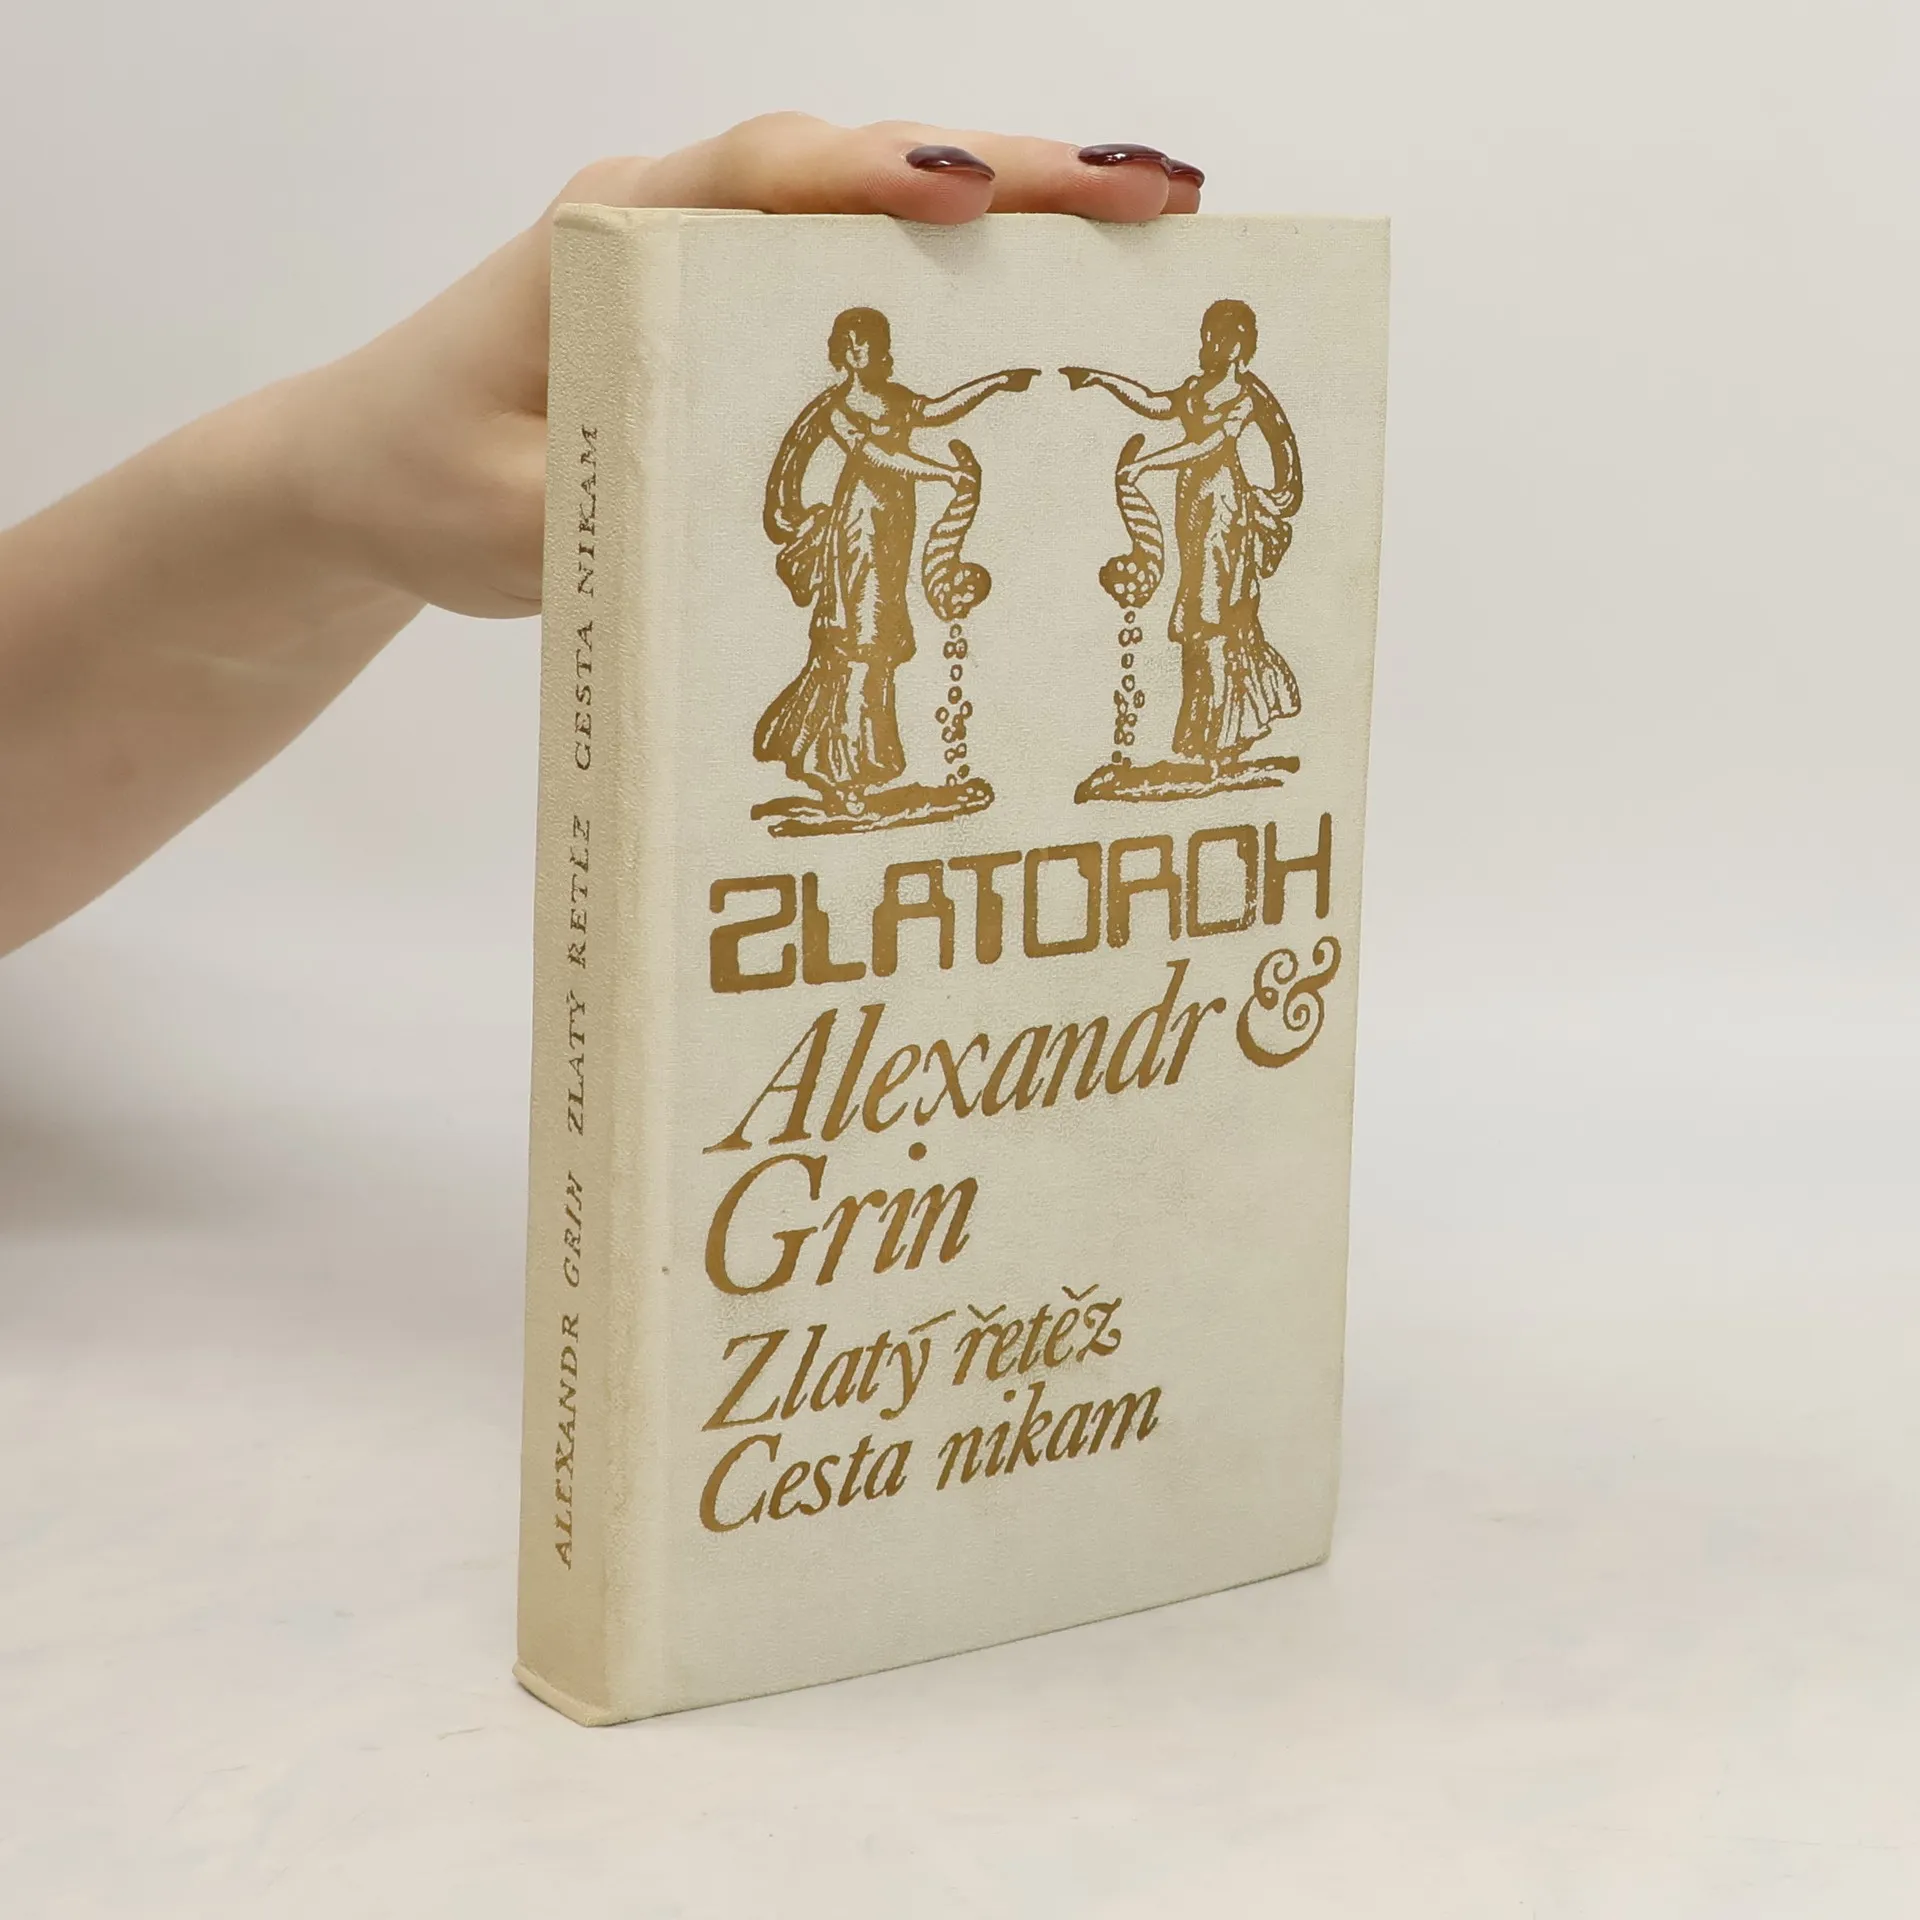 ZLATOROH
Alexandr &
Grin
Zlatý řetěz
Cesta nikam
ALEXANDR GRIN ZLATÝ ŘETĚZ CESTA NIKAM